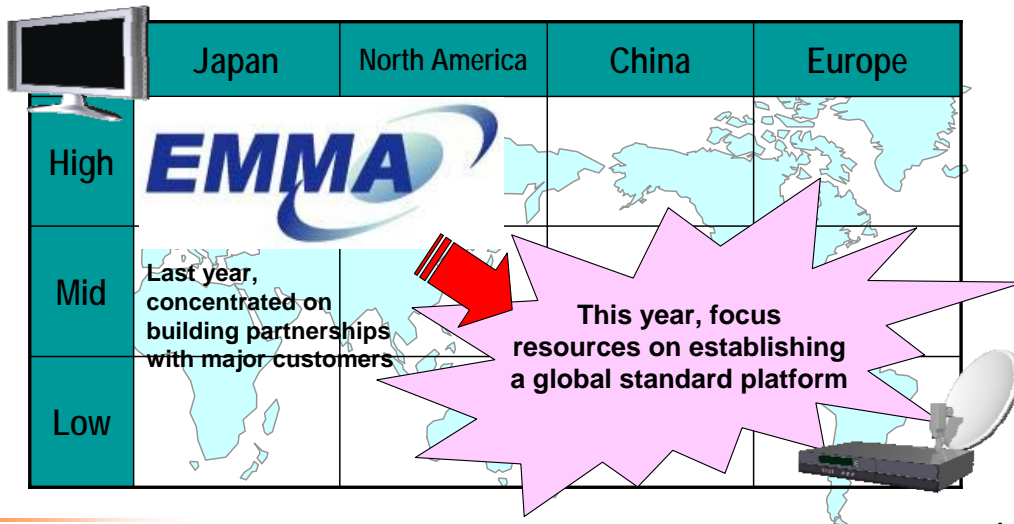 Japan
North America
China
Europe
High
EMMA
Mid
Last year,
concentrated on
building partnerships
with major customers
This year, focus
resources on establishing
a global standard platform
Low